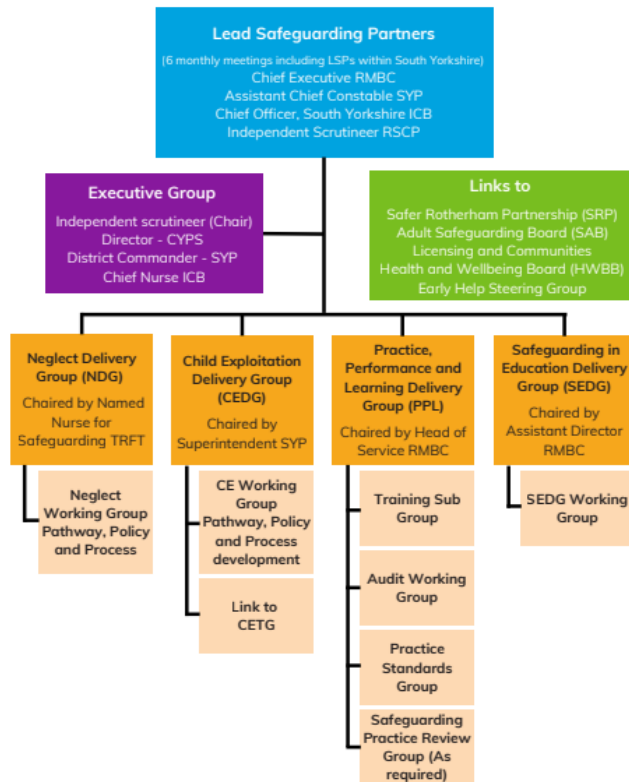 Lead Safeguarding Partners
(6 monthly meetings including LSPs within South Yorkshire)
Chief Executive RMBC
Assistant Chief Constable SYP
Chief Officer, South Yorkshire ICB
Independent Scrutineer RSCP
Executive Group
Independent scrutineer (Chair)
Director - CYPS
District Commander - SYP
Chief Nurse ICB
Links to
Safer Rotherham Partnership (SRP)
Adult Safeguarding Board (SAB)
Licensing and Communities
Health and Wellbeing Board (HWBB)
Early Help Steering Group
Neglect Delivery
Group (NDG)
Chaired by Named
Nurse for
Safeguarding TRFT
Neglect
Working Group
Pathway, Policy
and Process
Child Exploitation
Delivery Group
(CEDG)
Chaired by
Superintendent SYP
CE Working
Group
Pathway, Policy
and Process
development
Link to
CETG
Practice,
Performance and
Learning Delivery
Group (PPL)
Chaired by Head of
Service RMBC
Training Sub
Group
Audit Working
Group
Practice
Standards
Group
Safeguarding
Practice Review
Group (As
required)
Safeguarding in
Education Delivery
Group (SEDG)
Chaired by
Assistant Director
RMBC
SEDG Working
Group